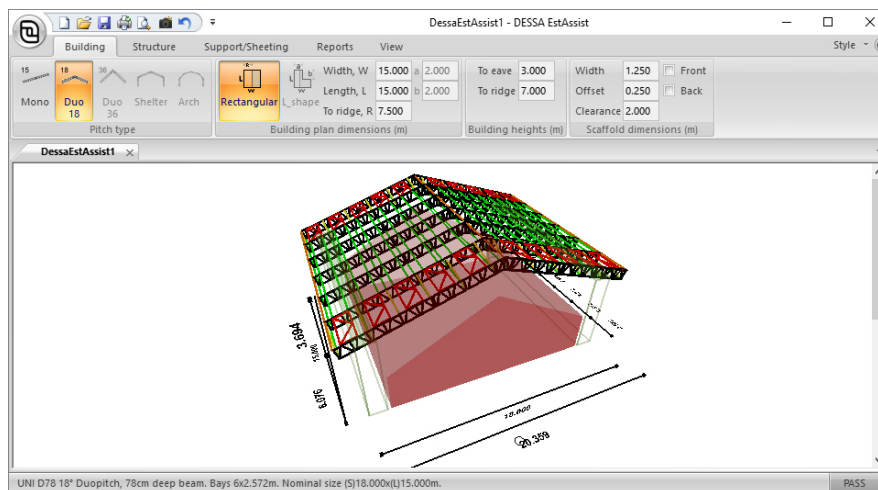 DessaEstAssist1 - DESSA EstAssist
Building Structure Support/Sheeting Reports View Style
15 18 36
Mono Duo 18 Duo 36 Shelter Arch
Pitch type
R L W Rectangular
a L b W L_shape
Width, W 15.000 a 2.000
Length, L 15.000 b 2.000
To ridge, R 7.500
Building plan dimensions (m)
To eave 3.000
To ridge 7.000
Building heights (m)
Width 1.250 Front
Offset 0.250 Back
Clearance 2.000
Scaffold dimensions (m)
DessaEstAssist1
3.694
15.000
6.976
18.000
20.359
UNI D78 18° Duopitch, 78cm deep beam. Bays 6x2.572m. Nominal size (S)18.000x(L)15.000m. PASS